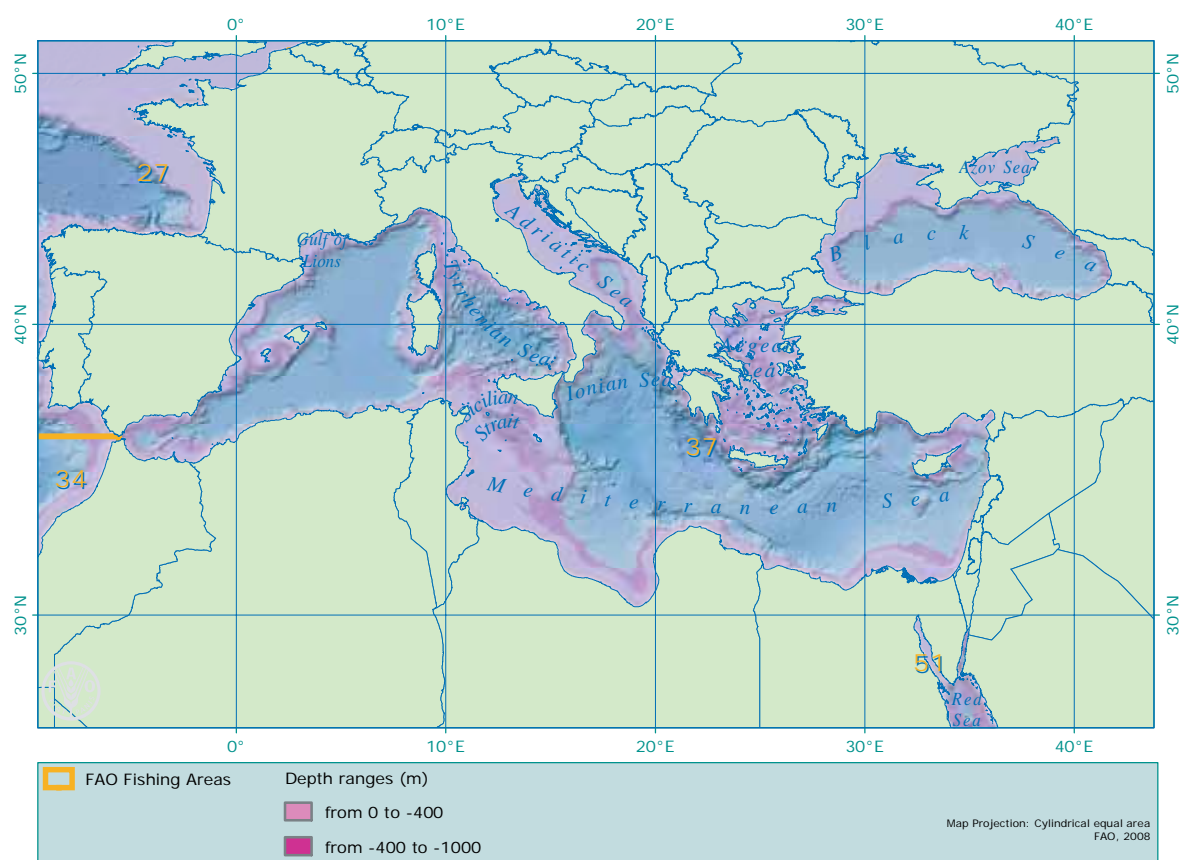 0°
10°E
20°E
30°E
40°E
50°N
50°N
27
Azov Sea
Adriatic Sea
Black Sea
Gulf of
Lions
Tyrrhenian Sea
40°N
40°N
Aegean
Sea
Ionian Sea
Sicilian
Strait
37
34
Mediterranean Sea
30°N
30°N
51
Red
Sea
0°
10°E
20°E
30°E
40°E
FAO Fishing Areas
Depth ranges (m)
from 0 to -400
from -400 to -1000
Map Projection: Cylindrical equal area
FAO, 2008